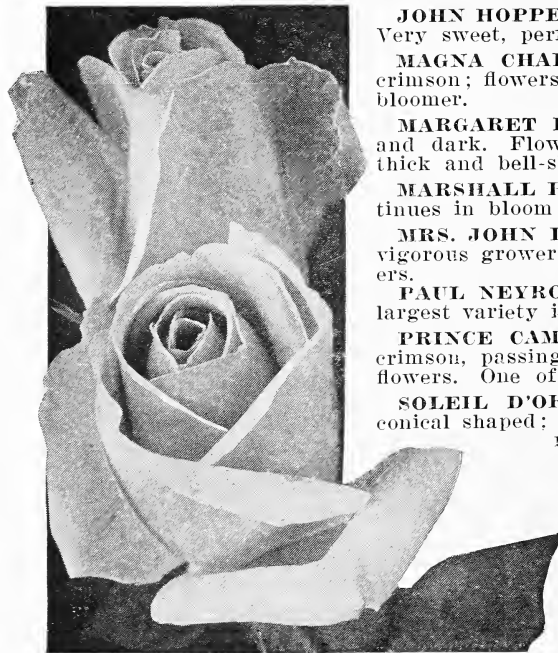 JOHN HOPPE
Very sweet, per
MAGNA CHA
crimson; flowers
bloomer.
MARGARET
and dark. Flow
thick and bell-s
MARSHALL
tinues in bloom
MRS. JOHN
vigorous grower
ers.
PAUL NEYRO
largest variety i
PRINCE CAM
crimson, passing
flowers. One of
SOLEIL D'O
conical shaped;